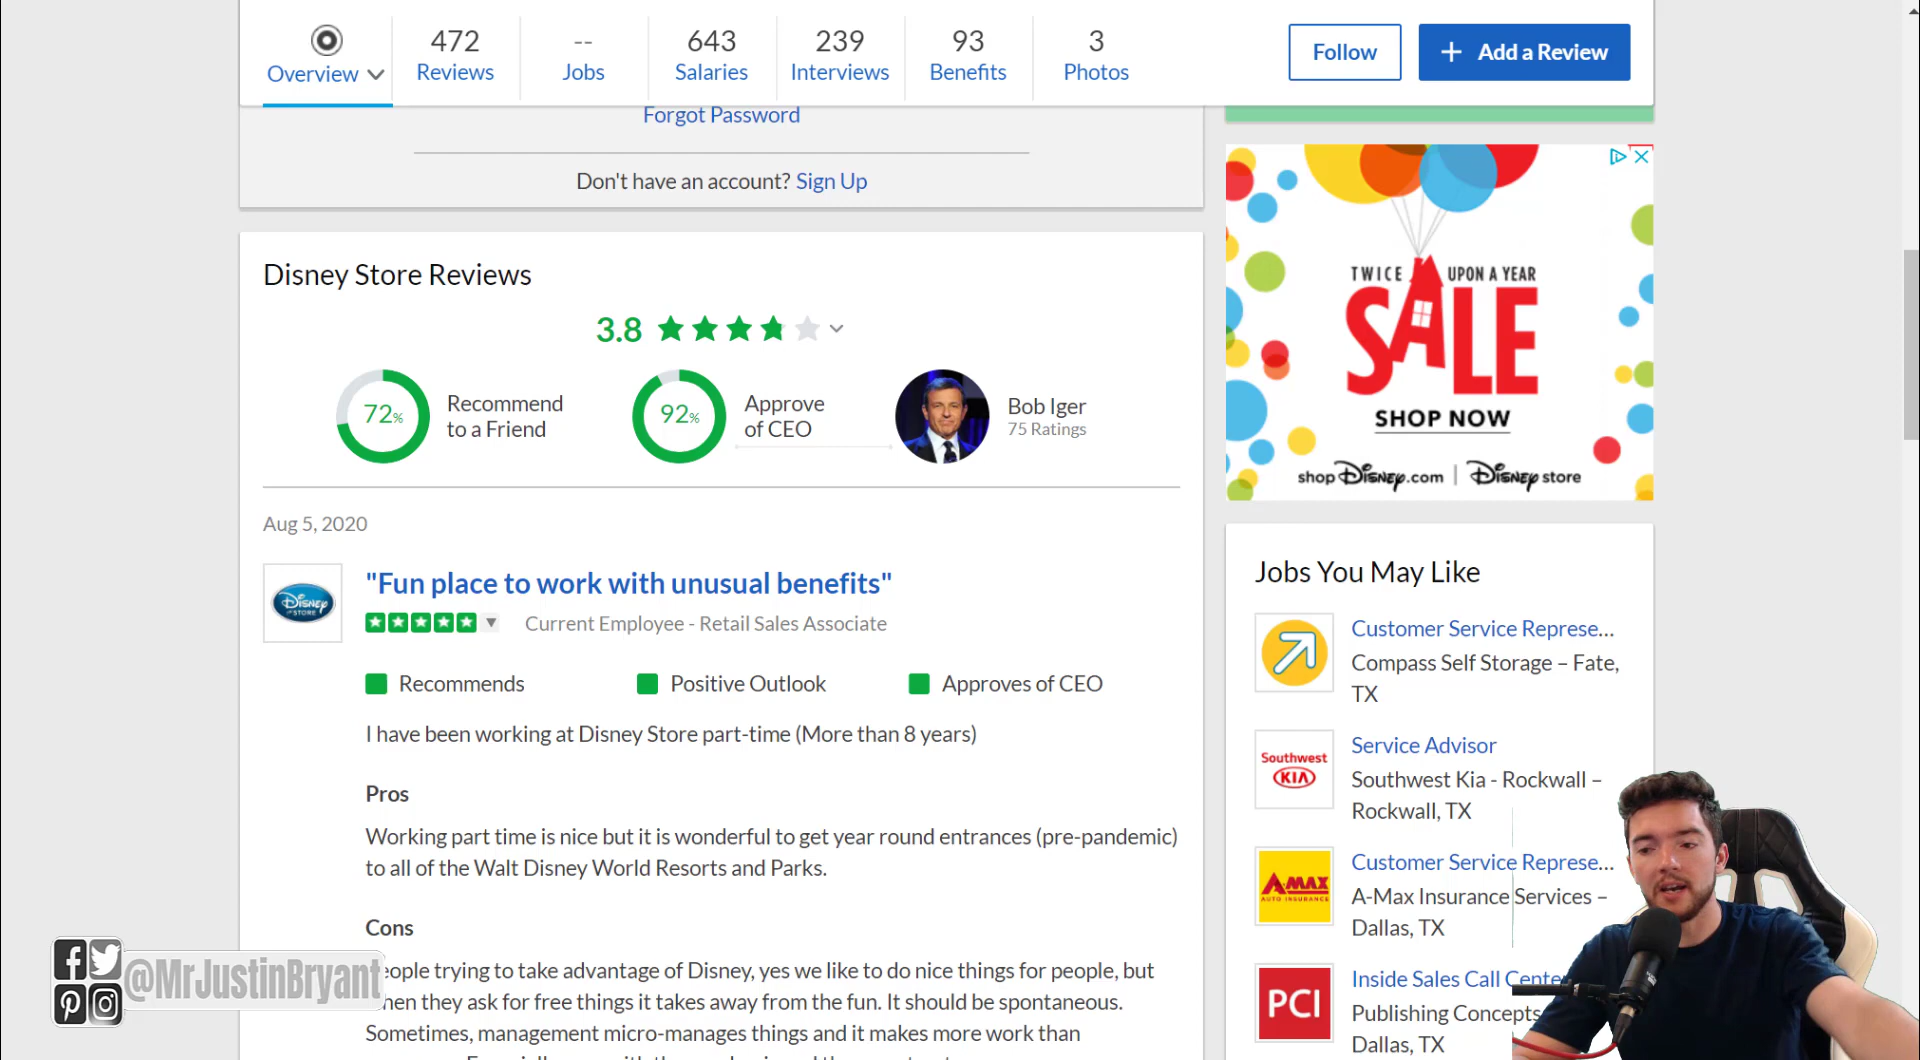 472
--
643
239
93
3
Overview
Reviews
Jobs
Salaries
Interviews
Benefits
Photos
Follow
+ Add a Review
Forgot Password
Don't have an account? Sign Up
Disney Store Reviews
3.8
72%
Recommend
to a Friend
92%
Approve
of CEO
Bob Iger
75 Ratings
Aug 5, 2020
Disney
STORE
"Fun place to work with unusual benefits"
Current Employee - Retail Sales Associate
Recommends
Positive Outlook
Approves of CEO
I have been working at Disney Store part-time (More than 8 years)
Pros
Working part time is nice but it is wonderful to get year round entrances (pre-pandemic)
to all of the Walt Disney World Resorts and Parks.
Cons
eople trying to take advantage of Disney, yes we like to do nice things for people, but
hen they ask for free things it takes away from the fun. It should be spontaneous.
Sometimes, management micro-manages things and it makes more work than
@MrJustinBryant
TWICE UPON A YEAR
SALE
SHOP NOW
shop Disney.com | Disney store
Jobs You May Like
Customer Service Represe...
Compass Self Storage – Fate,
TX
Southwest
KIA
Service Advisor
Southwest Kia - Rockwall –
Rockwall, TX
A-MAX
AUTO INSURANCE
Customer Service Represe...
A-Max Insurance Services –
Dallas, TX
PCI
Inside Sales Call Cente
Publishing Concepts
Dallas, TX